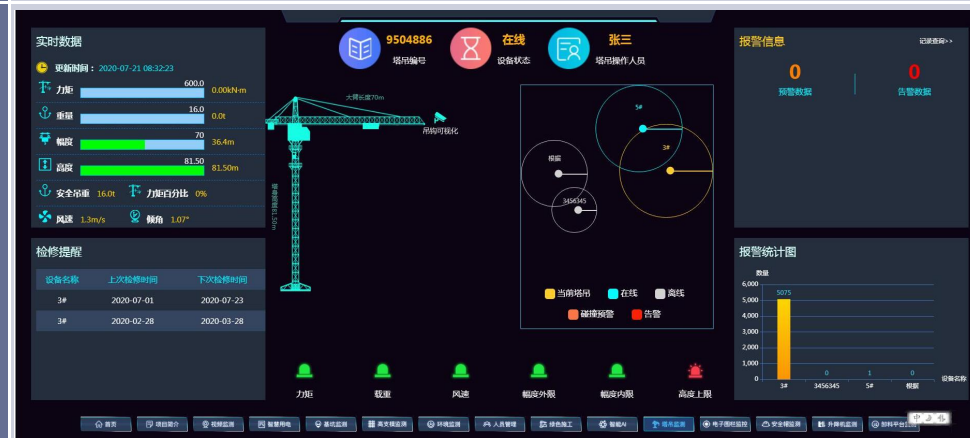 实时数据
更新时间： 2020-07-21 08:32:23
力矩 600.0 0.00kN·m
重量 16.0 0.0t
幅度 70 36.4m
高度 81.50 81.50m
安全吊重 16.0t 力矩百分比 0%
风速 1.3m/s 倾角 1.07°
检修提醒
设备名称 上次检修时间 下次检修时间
3# 2020-07-01 2020-07-23
3# 2020-02-28 2020-03-28
9504886
塔吊编号
在线
设备状态
张三
塔吊操作人员
大臂长度70m
吊钩可视化
81.50m
5#
3#
根据
3456345
当前塔吊 在线 离线
碰撞预警 告警
力矩 载重 风速 幅度外限 幅度内限 高度上限
报警信息
记录查询>>
0 0
预警数据 告警数据
报警统计图
数量
6,000
5,000
4,000
3,000
2,000
1,000
0
5075 0 1 0
3# 3456345 5# 根据
设备名称
首页 项目简介 视频监测 智慧用电 基坑监测 高支模监测 环境监测 人员管理 绿色施工 智能AI 塔吊监测 电子围栏监控 安全帽监测 升降机监测 卸料平台